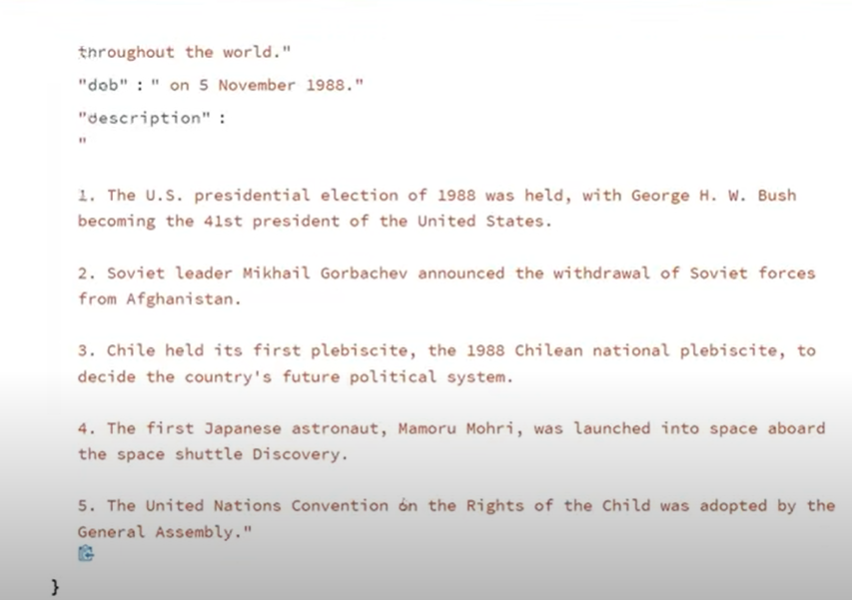 throughout the world."
"dob" : " on 5 November 1988."
"description" :
"
1. The U.S. presidential election of 1988 was held, with George H. W. Bush
becoming the 41st president of the United States.
2. Soviet leader Mikhail Gorbachev announced the withdrawal of Soviet forces
from Afghanistan.
3. Chile held its first plebiscite, the 1988 Chilean national plebiscite, to
decide the country's future political system.
4. The first Japanese astronaut, Mamoru Mohri, was launched into space aboard
the space shuttle Discovery.
5. The United Nations Convention on the Rights of the Child was adopted by the
General Assembly."
}